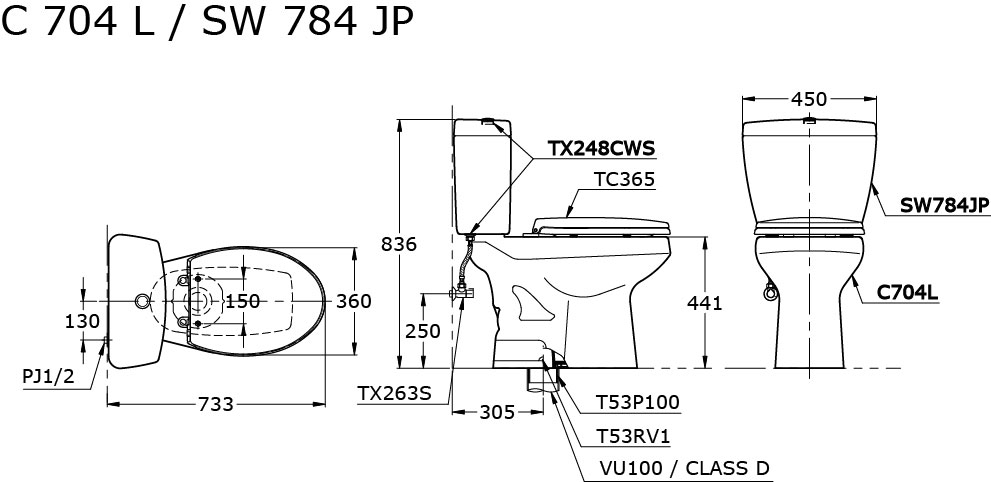 C 704 L / SW 784 JP
450
TX248CWS
TC365
SW784JP
836
441
C704L
150
360
130
250
PJ1/2
733
TX263S
305
T53P100
T53RV1
VU100 / CLASS D